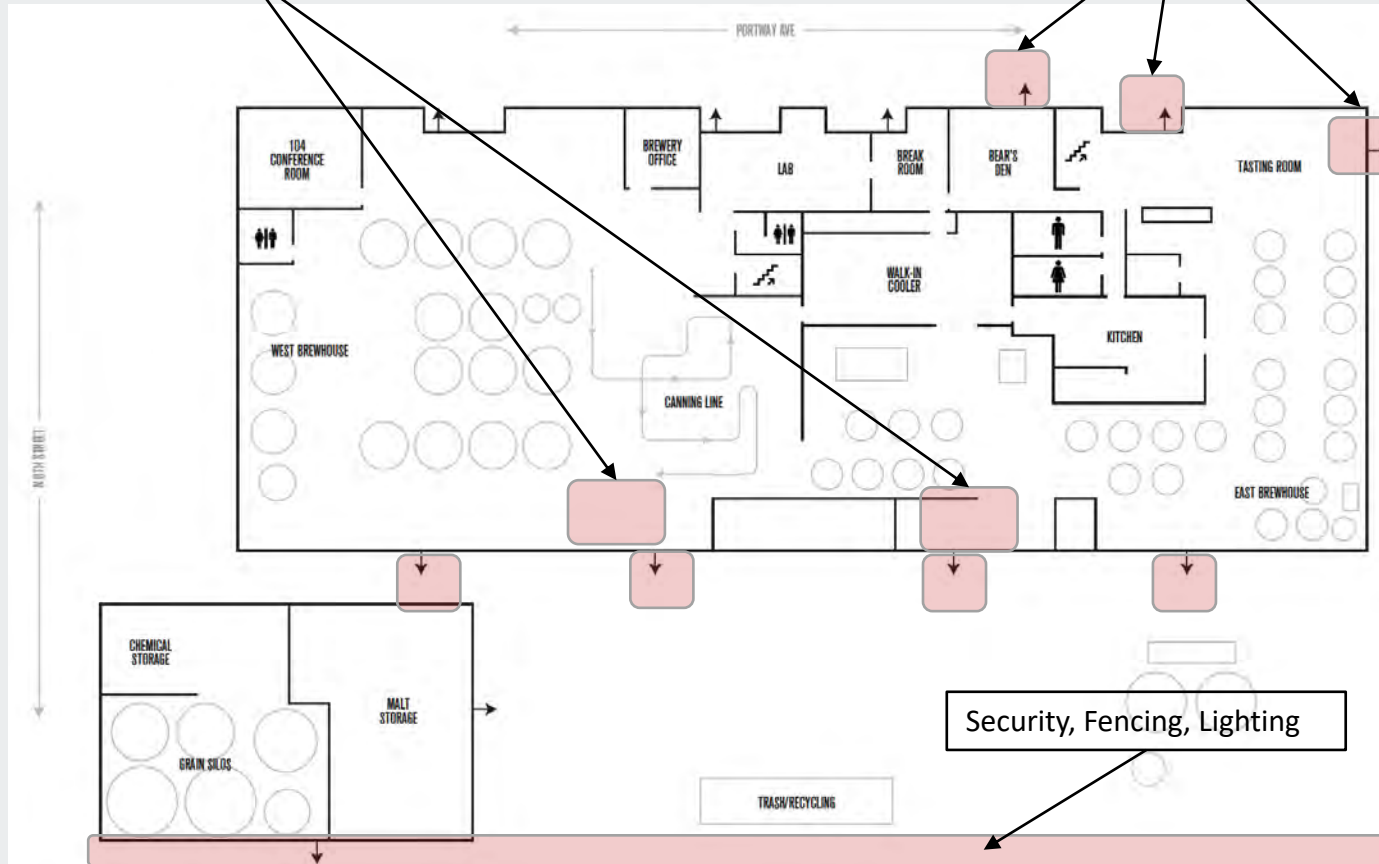 PORTWAY AVE
104
CONFERENCE
ROOM
BREWERY
OFFICE
LAB
BREAK
ROOM
BEAR'S
DEN
TASTING ROOM
WALK-IN
COOLER
KITCHEN
WEST BREWHOUSE
CANNING LINE
EAST BREWHOUSE
CHEMICAL
STORAGE
MALT
STORAGE
GRAIN SILOS
Security, Fencing, Lighting
TRASH/RECYCLING